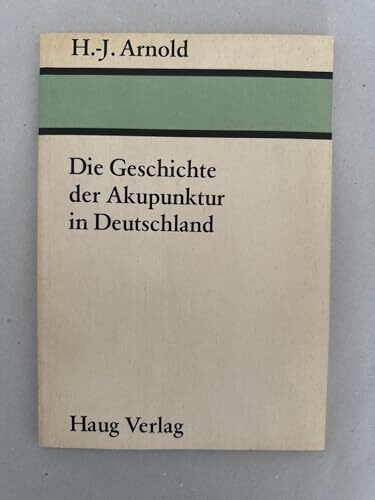 H.-J. Arnold
Die Geschichte
der Akupunktur
in Deutschland
Haug Verlag